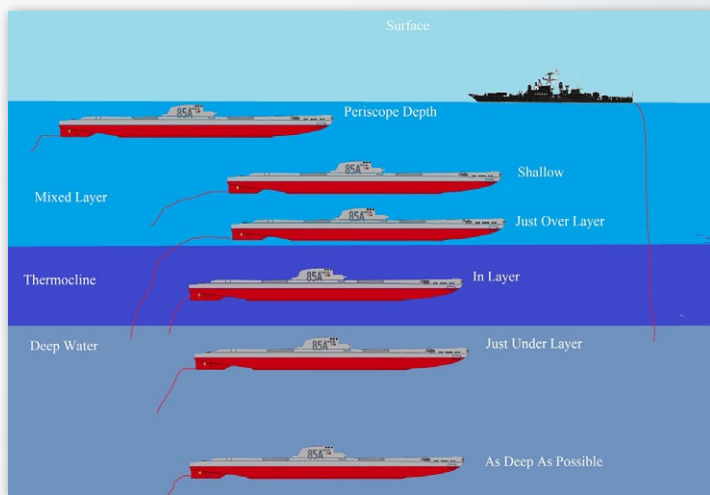 Surface
85A
Periscope Depth
85A
Shallow
Mixed Layer
85A
Just Over Layer
Thermocline
85A
In Layer
Deep Water
85A
Just Under Layer
85A
As Deep As Possible